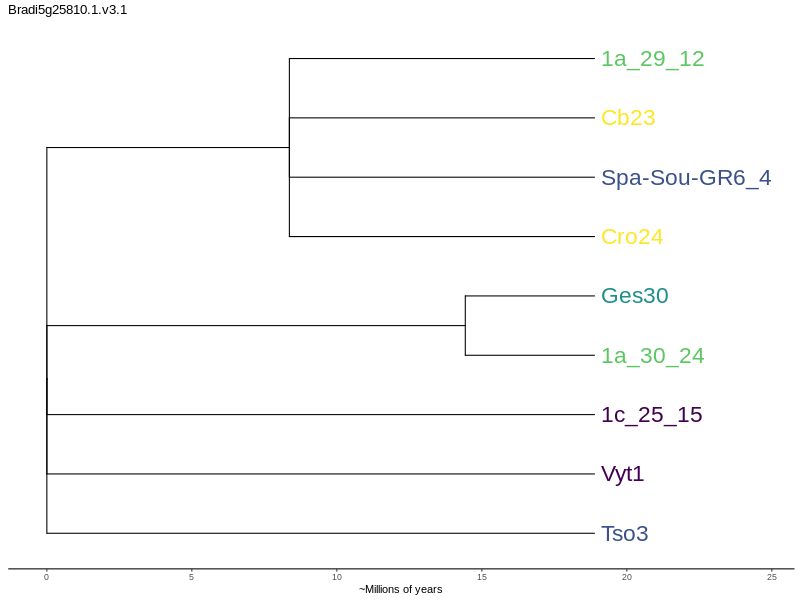 Bradi5g25810.1.v3.1
1a_29_12
Cb23
Spa-Sou-GR6_4
Cro24
Ges30
1a_30_24
1c_25_15
Vyt1
Tso3
0 5 10 15 20 25
~Millions of years